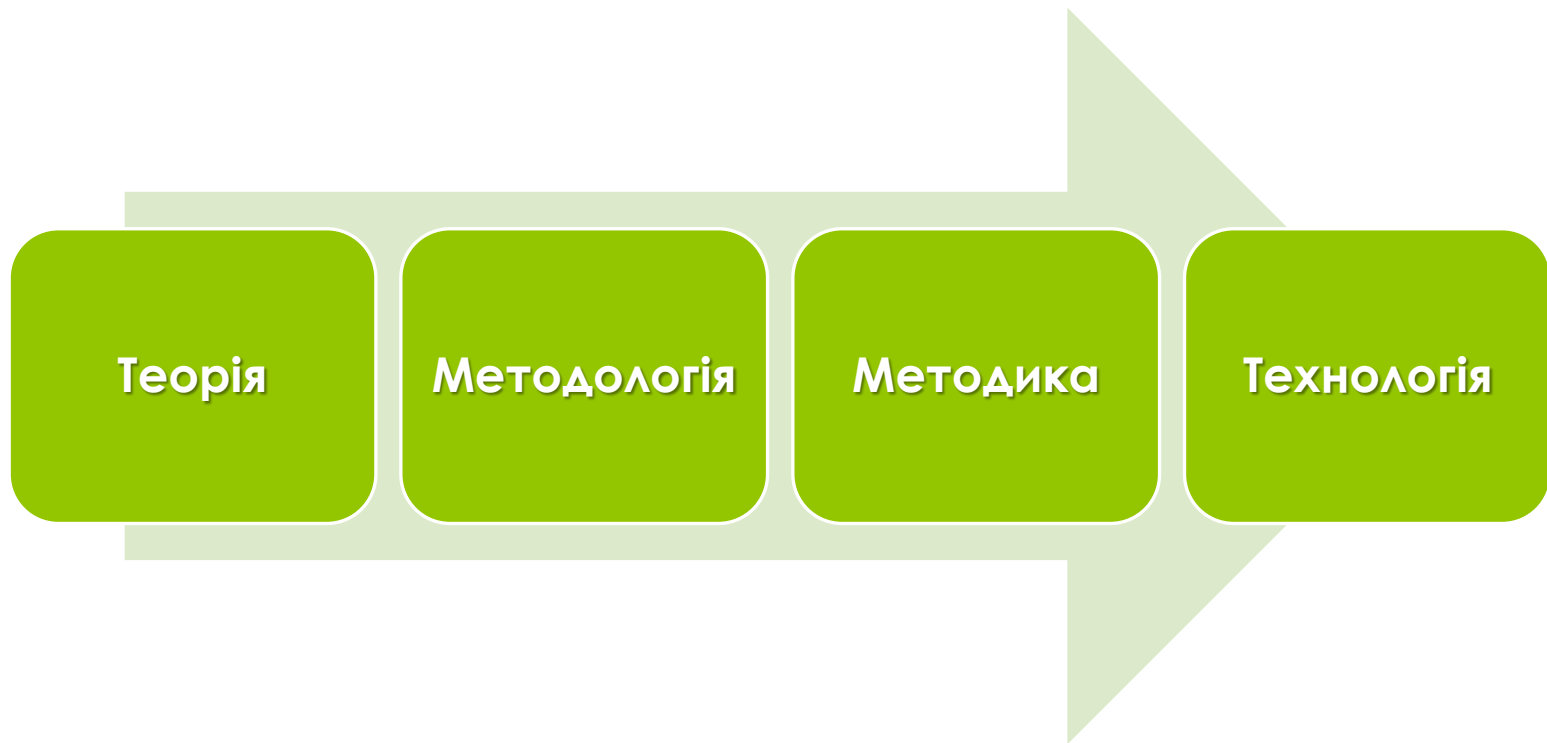 Теорія
Методологія
Методика
Технологія